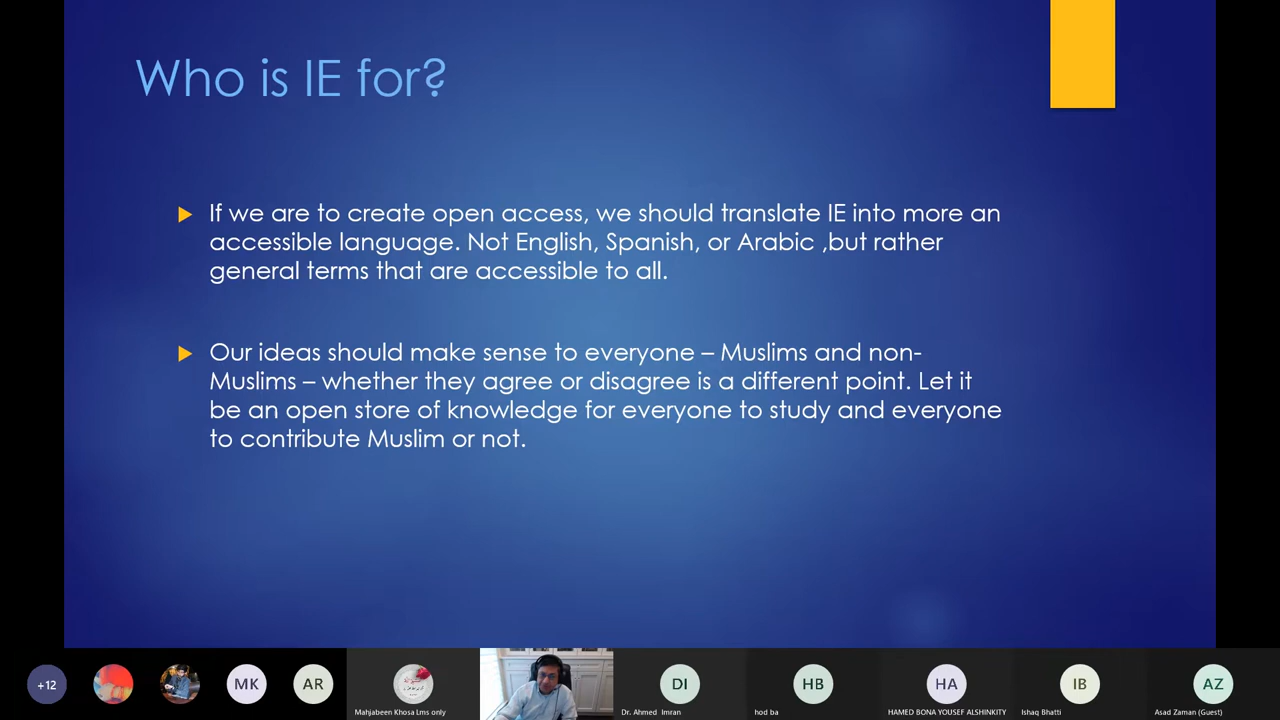 Who is IE for?
If we are to create open access, we should translate IE into more an
accessible language. Not English, Spanish, or Arabic ,but rather
general terms that are accessible to all.
Our ideas should make sense to everyone – Muslims and non-
Muslims – whether they agree or disagree is a different point. Let it
be an open store of knowledge for everyone to study and everyone
to contribute Muslim or not.
+12
MK
AR
DI
HB
HA
IB
AZ
Mahjabeen Khosa Lms only
Dr. Ahmed Imran
hod ba
HAMED BONA YOUSEF ALSHINKITY
Ishaq Bhatti
Asad Zaman (Guest)